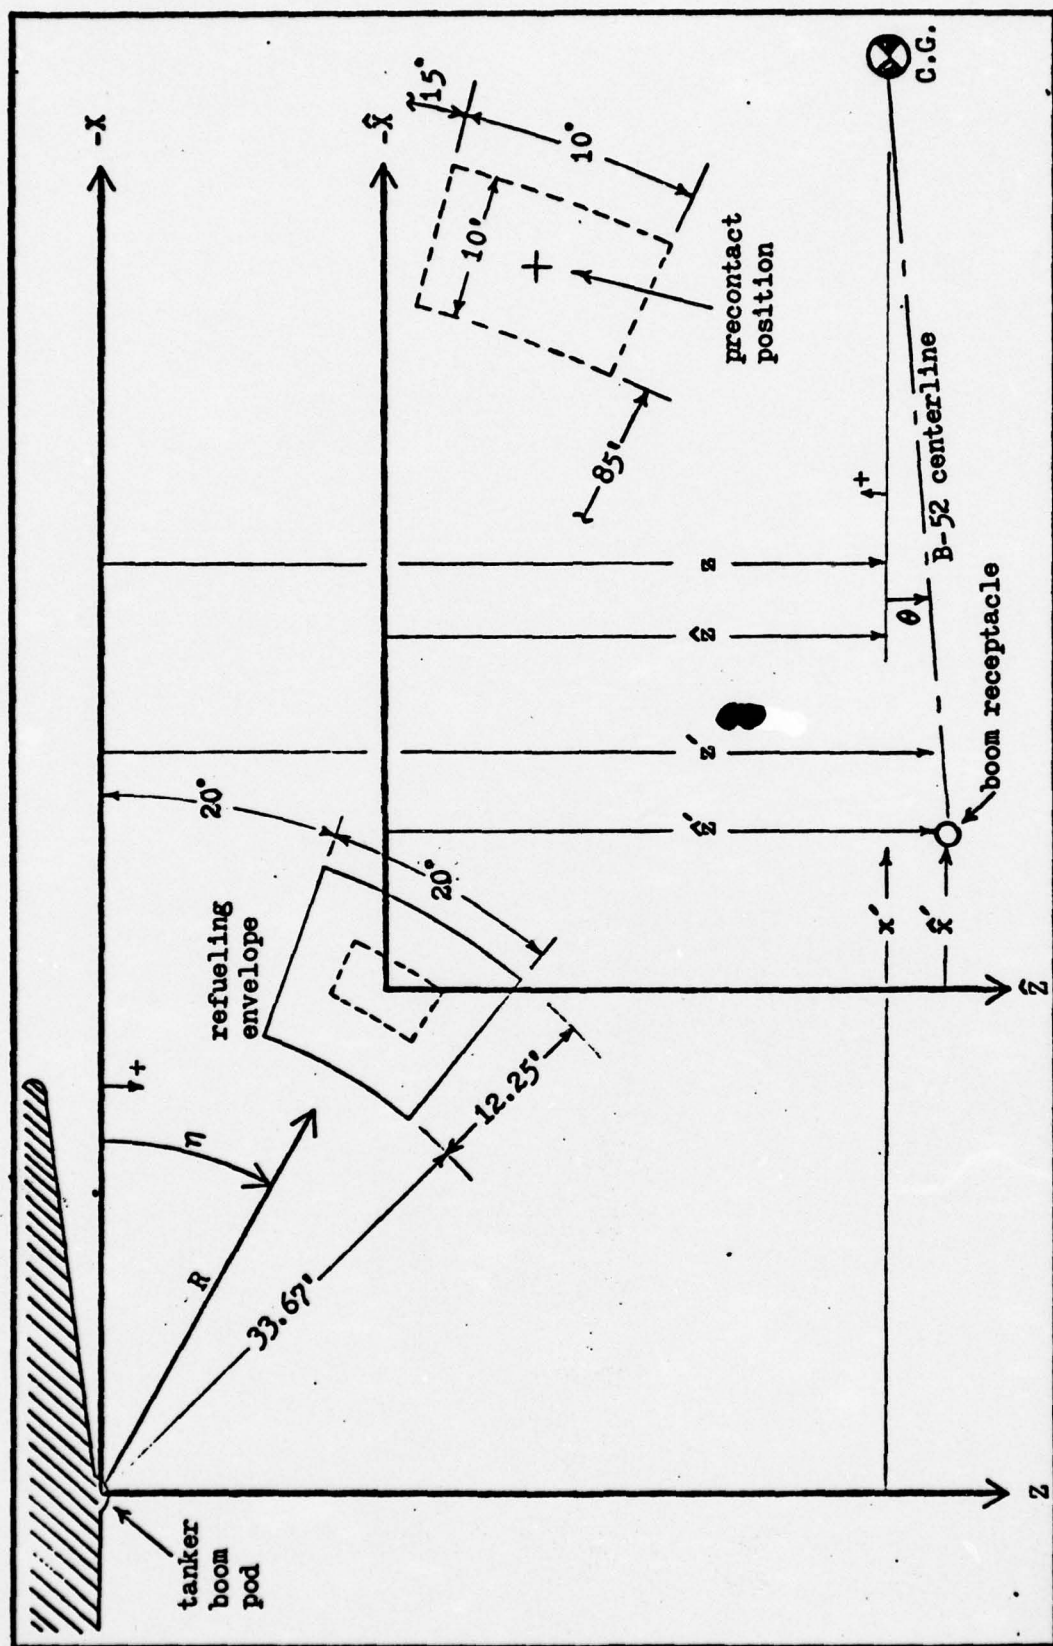 tanker
boom
pod
-X
R
η
+
33.67'
12.25'
refueling
envelope
20°
20°
-X̂
15°
10'
10°
precontact
position
85'
ẑ'
z'
ẑ
z
x'
x̂'
+
θ
B-52 centerline
boom receptacle
C.G.
Z
Ẑ